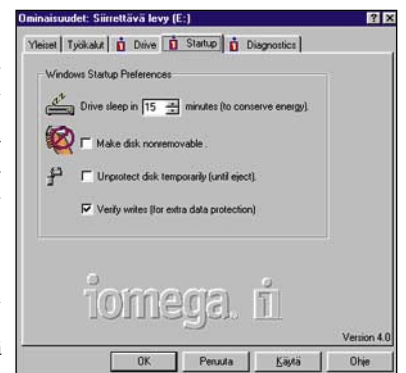 Ominaisuudet: Siirrettävä levy (E:)
Yleiset Työkalut Drive Startup Diagnostics
Windows Startup Preferences
Drive sleep in 15 minutes (to conserve energy).
Make disk nonremovable .
Unprotect disk temporarily (until eject).
Verify writes (for extra data protection)
iomega.
Version 4.0
OK Peruuta Käytä Ohje